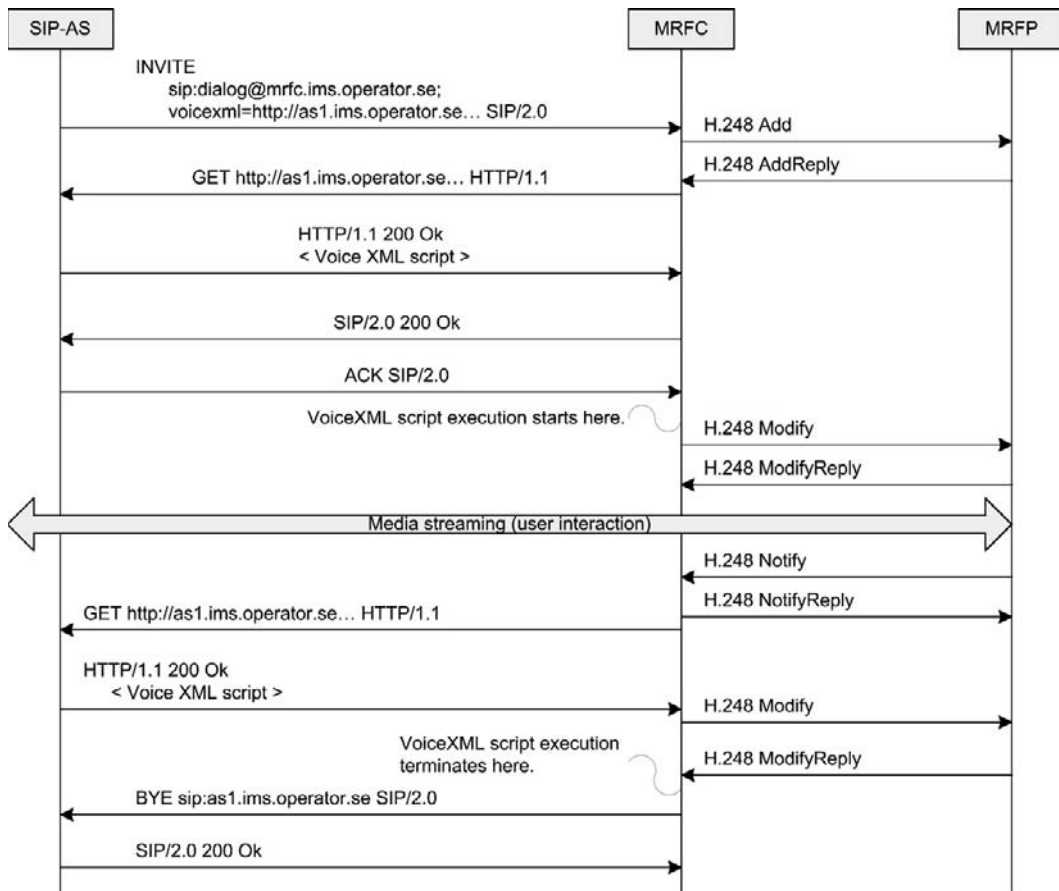 SIP-AS
MRFC
MRFP
INVITE
sip:dialog@mrfc.ims.operator.se;
voicexml=http://as1.ims.operator.se... SIP/2.0
H.248 Add
H.248 AddReply
GET http://as1.ims.operator.se... HTTP/1.1
HTTP/1.1 200 Ok
< Voice XML script >
SIP/2.0 200 Ok
ACK SIP/2.0
VoiceXML script execution starts here.
H.248 Modify
H.248 ModifyReply
Media streaming (user interaction)
H.248 Notify
H.248 NotifyReply
GET http://as1.ims.operator.se... HTTP/1.1
HTTP/1.1 200 Ok
< Voice XML script >
H.248 Modify
VoiceXML script execution
terminates here.
H.248 ModifyReply
BYE sip:as1.ims.operator.se SIP/2.0
SIP/2.0 200 Ok